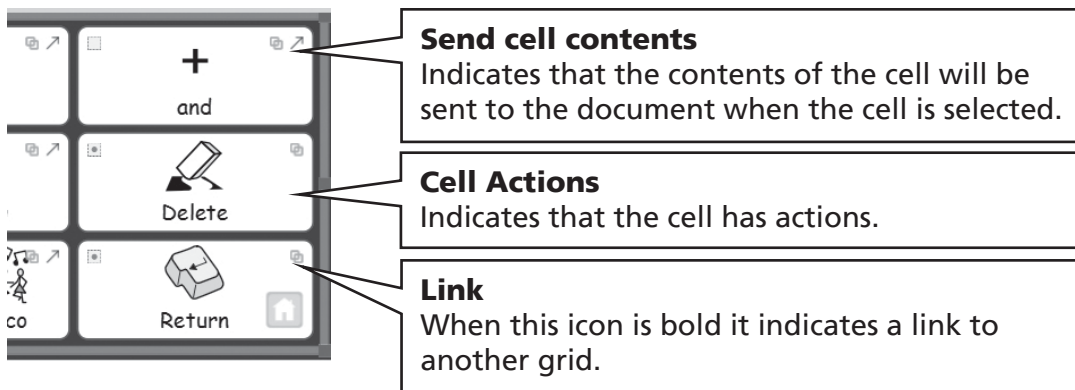 and
Delete
co
Return
Send cell contents
Indicates that the contents of the cell will be
sent to the document when the cell is selected.
Cell Actions
Indicates that the cell has actions.
Link
When this icon is bold it indicates a link to
another grid.